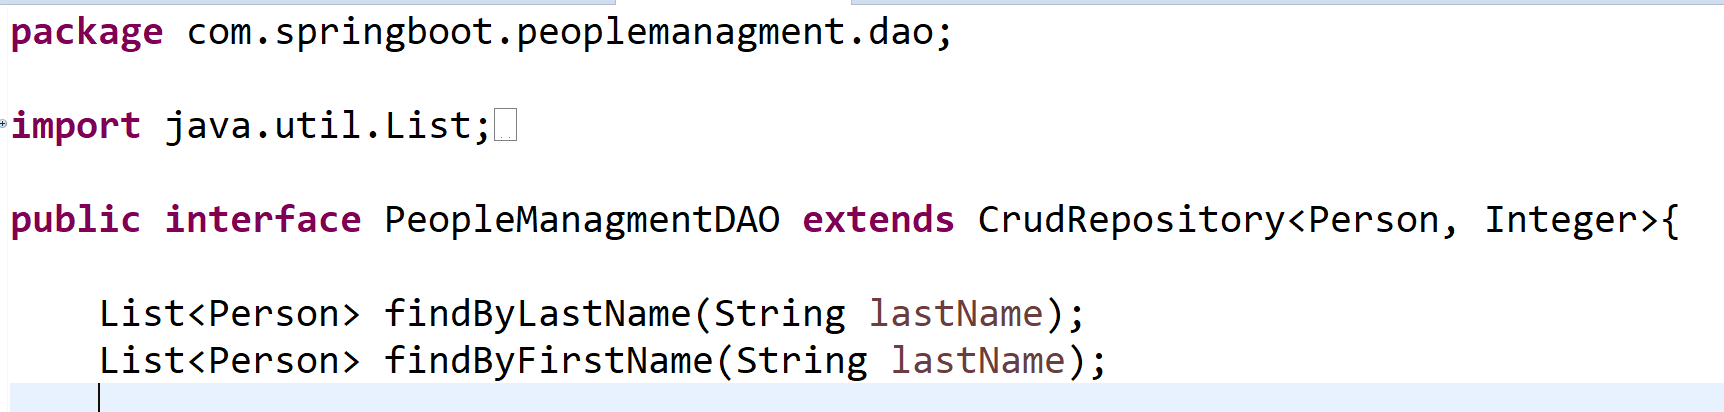 package com.springboot.peoplemanagment.dao;
import java.util.List;
public interface PeopleManagmentDAO extends CrudRepository<Person, Integer>{
List<Person> findByLastName(String lastName);
List<Person> findByFirstName(String lastName);